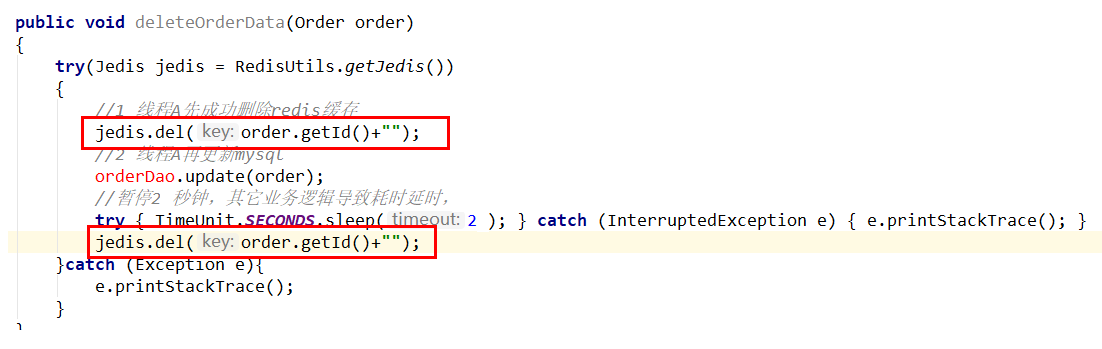 public void deleteOrderData(Order order)
{
try(Jedis jedis = RedisUtils.getJedis())
{
//1 线程A先成功删除redis缓存
jedis.del( key: order.getId()+"");
//2 线程A再更新mysql
orderDao.update(order);
//暂停2 秒钟，其它业务逻辑导致耗时延时，
try { TimeUnit.SECONDS.sleep( timeout: 2 ); } catch (InterruptedException e) { e.printStackTrace(); }
jedis.del( key: order.getId()+"");
}catch (Exception e){
e.printStackTrace();
}
}